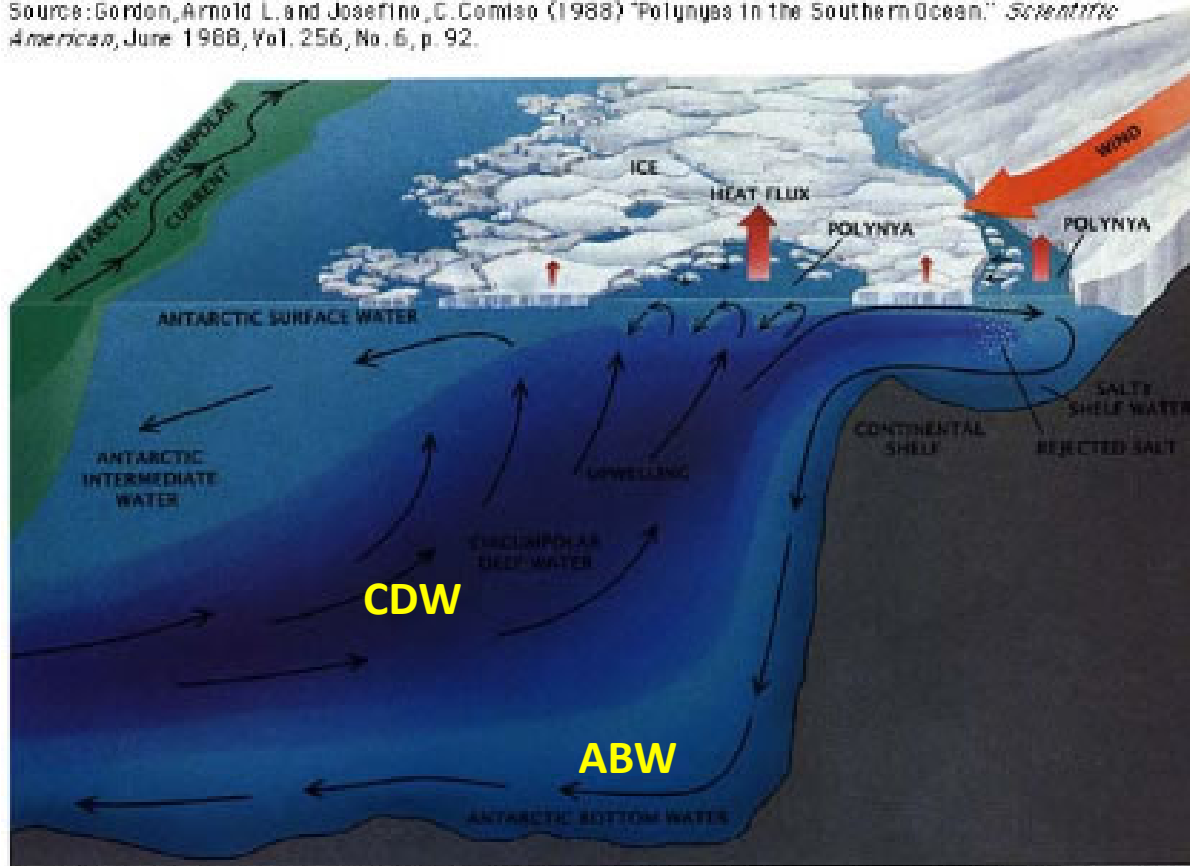 Source:Gordon,Arnold L.and Josefino,C.Comiso (1988) "Polynyas in the Southern Ocean." Scientific
American,June 1988,Vol.256,No.6,p.92.
ANTARCTIC CIRCUMPOLAR
CURRENT
ICE
HEAT FLUX
WIND
POLYNYA
POLYNYA
ANTARCTIC SURFACE WATER
SALTY
SHELF WATER
CONTINENTAL
SHELF
REJECTED SALT
ANTARCTIC
INTERMEDIATE
WATER
UPWELLING
CIRCUMPOLAR
DEEP WATER
CDW
ABW
ANTARCTIC BOTTOM WATER